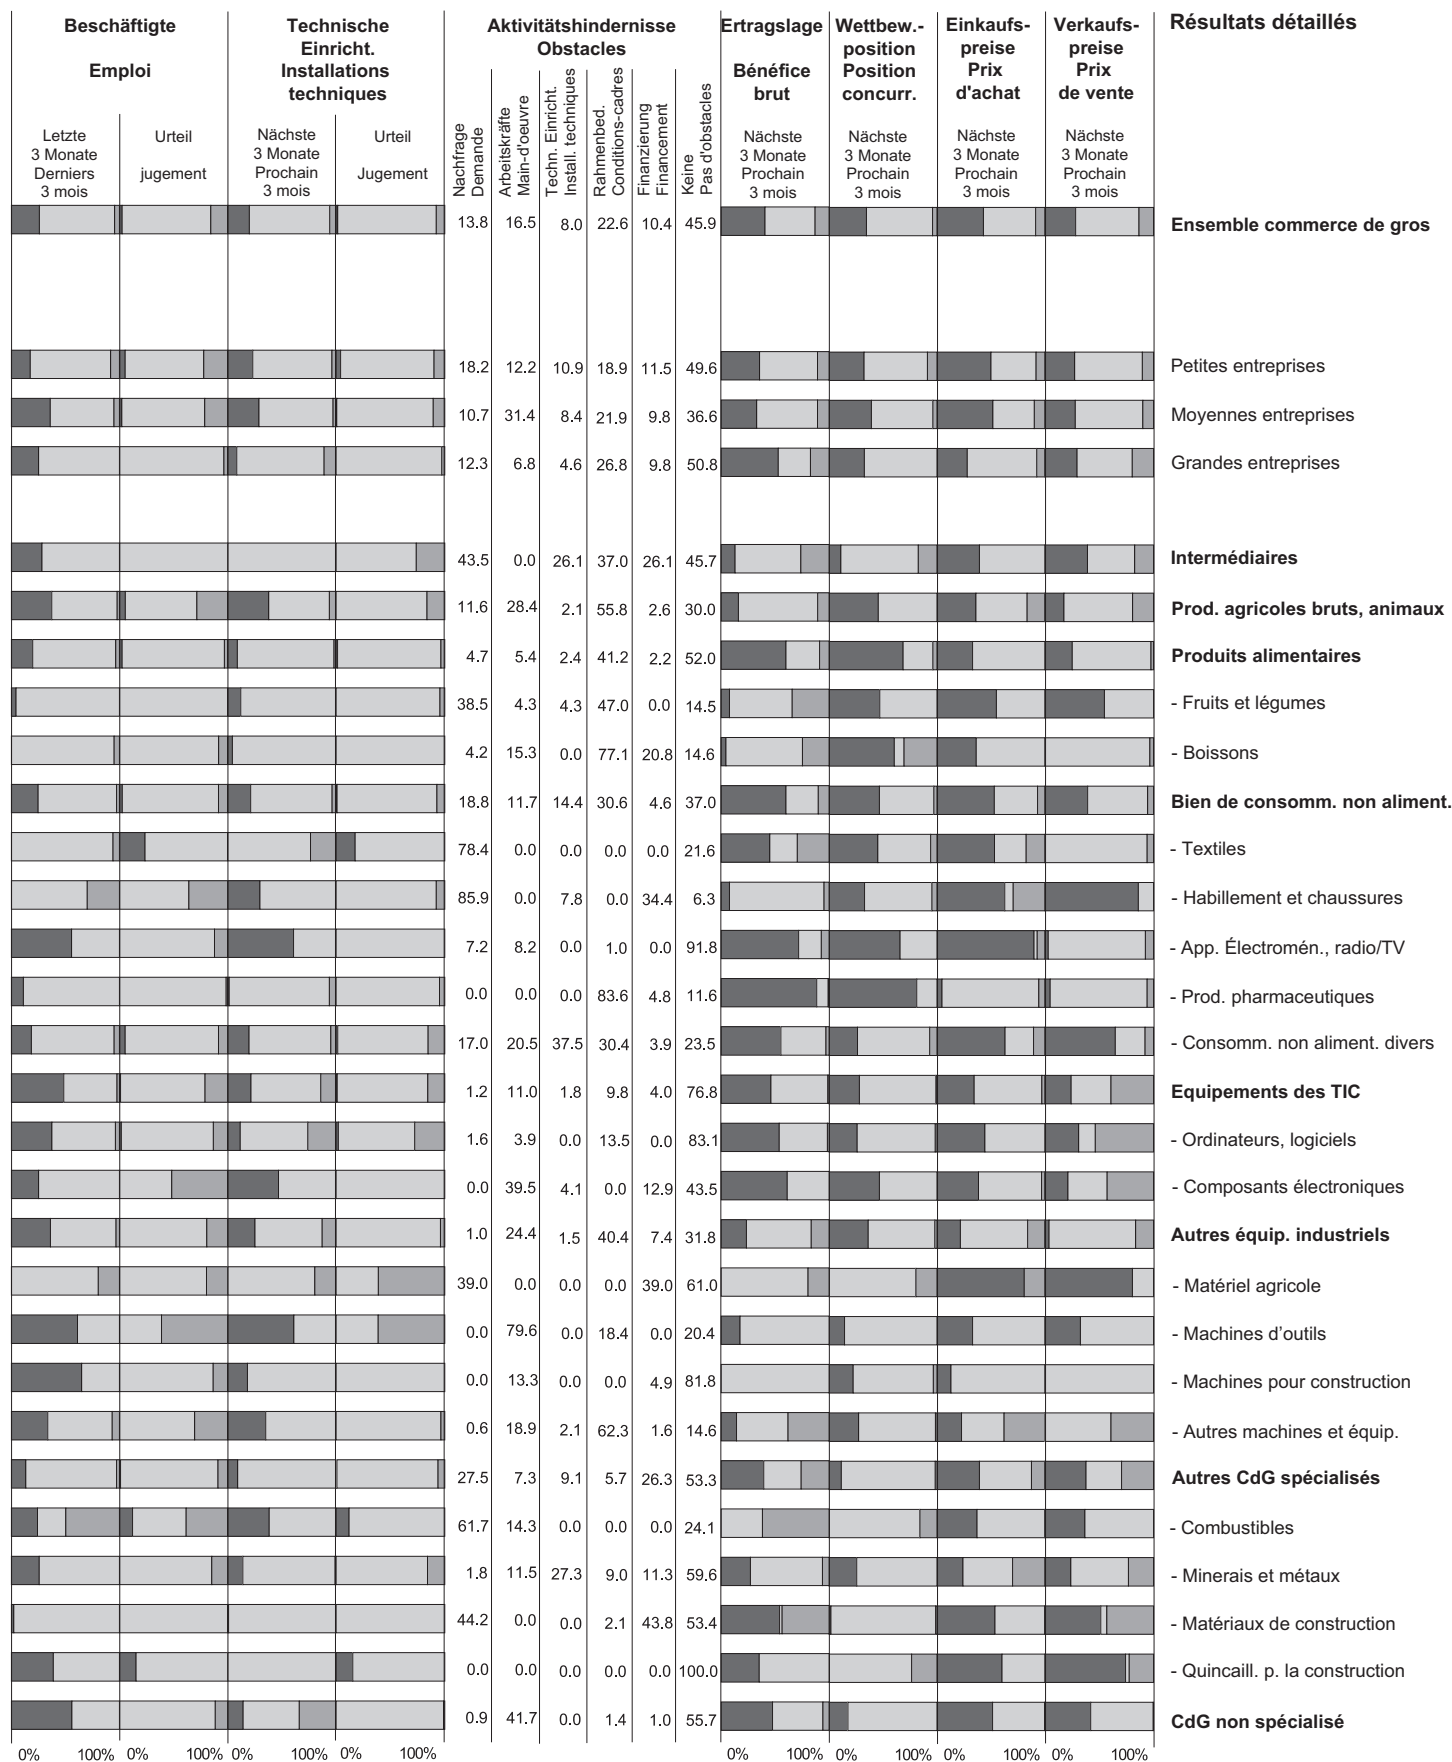 Beschäftigte
Emploi
Technische
Einricht.
Installations
techniques
Aktivitätshindernisse
Obstacles
Ertragslage
Bénéfice
brut
Wettbew.-
position
Position
concurr.
Einkaufs-
preise
Prix
d'achat
Verkaufs-
preise
Prix
de vente
Résultats détaillés
Letzte
3 Monate
Derniers
3 mois
Urteil
jugement
Nächste
3 Monate
Prochain
3 mois
Urteil
Jugement
Nachfrage
Demande
Arbeitskräfte
Main-d'oeuvre
Techn. Einricht.
Install. techniques
Rahmenbed.
Conditions-cadres
Finanzierung
Financement
Keine
Pas d'obstacles
Nächste
3 Monate
Prochain
3 mois
Nächste
3 Monate
Prochain
3 mois
Nächste
3 Monate
Prochain
3 mois
Nächste
3 Monate
Prochain
3 mois
13.8 16.5 8.0 22.6 10.4 45.9 Ensemble commerce de gros
18.2 12.2 10.9 18.9 11.5 49.6 Petites entreprises
10.7 31.4 8.4 21.9 9.8 36.6 Moyennes entreprises
12.3 6.8 4.6 26.8 9.8 50.8 Grandes entreprises
43.5 0.0 26.1 37.0 26.1 45.7 Intermédiaires
11.6 28.4 2.1 55.8 2.6 30.0 Prod. agricoles bruts, animaux
4.7 5.4 2.4 41.2 2.2 52.0 Produits alimentaires
38.5 4.3 4.3 47.0 0.0 14.5 - Fruits et légumes
4.2 15.3 0.0 77.1 20.8 14.6 - Boissons
18.8 11.7 14.4 30.6 4.6 37.0 Bien de consomm. non aliment.
78.4 0.0 0.0 0.0 0.0 21.6 - Textiles
85.9 0.0 7.8 0.0 34.4 6.3 - Habillement et chaussures
7.2 8.2 0.0 1.0 0.0 91.8 - App. Électromén., radio/TV
0.0 0.0 0.0 83.6 4.8 11.6 - Prod. pharmaceutiques
17.0 20.5 37.5 30.4 3.9 23.5 - Consomm. non aliment. divers
1.2 11.0 1.8 9.8 4.0 76.8 Equipements des TIC
1.6 3.9 0.0 13.5 0.0 83.1 - Ordinateurs, logiciels
0.0 39.5 4.1 0.0 12.9 43.5 - Composants électroniques
1.0 24.4 1.5 40.4 7.4 31.8 Autres équip. industriels
39.0 0.0 0.0 0.0 39.0 61.0 - Matériel agricole
0.0 79.6 0.0 18.4 0.0 20.4 - Machines d'outils
0.0 13.3 0.0 0.0 4.9 81.8 - Machines pour construction
0.6 18.9 2.1 62.3 1.6 14.6 - Autres machines et équip.
27.5 7.3 9.1 5.7 26.3 53.3 Autres CdG spécialisés
61.7 14.3 0.0 0.0 0.0 24.1 - Combustibles
1.8 11.5 27.3 9.0 11.3 59.6 - Minerais et métaux
44.2 0.0 0.0 2.1 43.8 53.4 - Matériaux de construction
0.0 0.0 0.0 0.0 0.0 100.0 - Quincaill. p. la construction
0.9 41.7 0.0 1.4 1.0 55.7 CdG non spécialisé
0% 100% 0% 100% 0% 100% 0% 100% 0% 100% 0% 100% 0% 100% 0% 100%